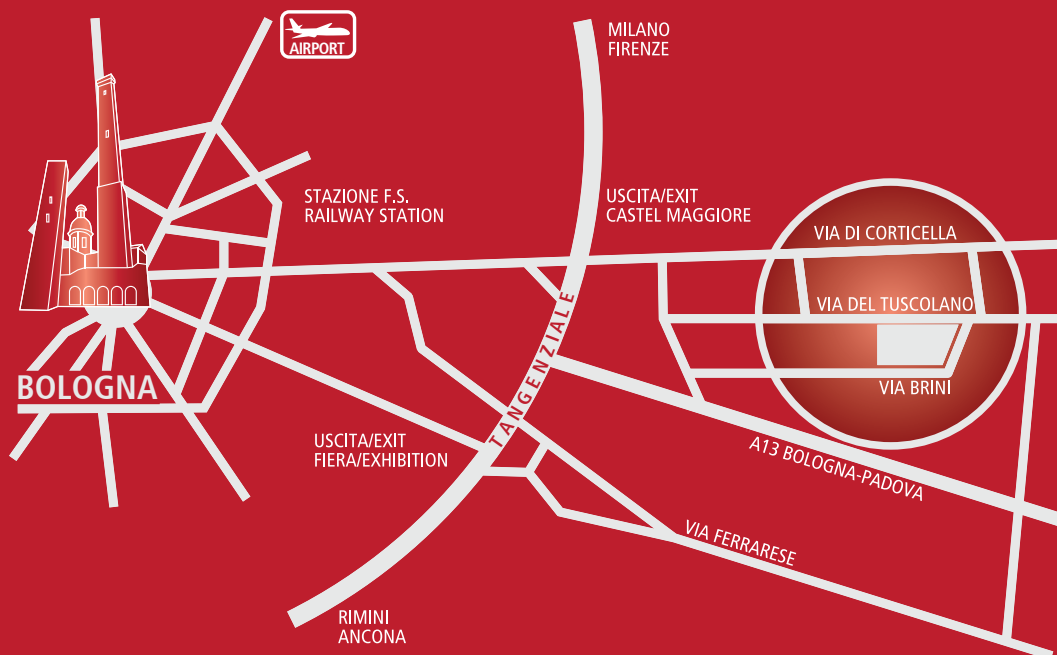 AIRPORT
MILANO
FIRENZE
STAZIONE F.S.
RAILWAY STATION
USCITA/EXIT
CASTEL MAGGIORE
VIA DI CORTICELLA
VIA DEL TUSCOLANO
TANGENZIALE
BOLOGNA
VIA BRINI
USCITA/EXIT
FIERA/EXHIBITION
A13 BOLOGNA-PADOVA
VIA FERRARESE
RIMINI
ANCONA